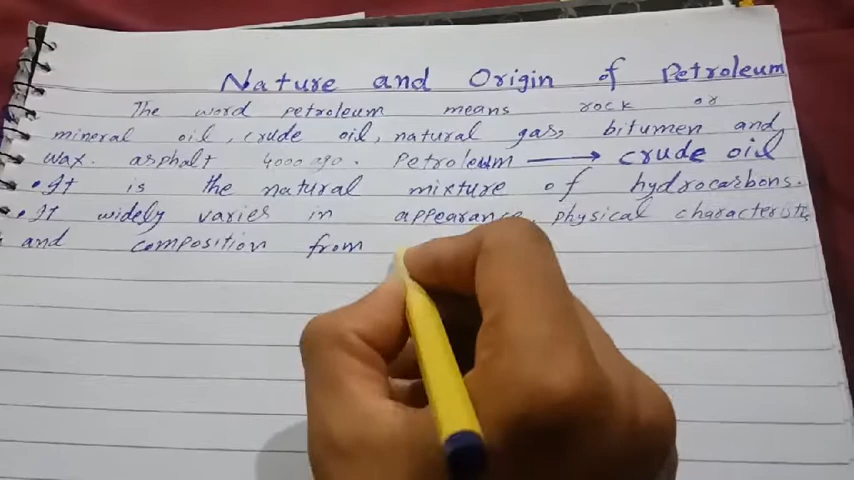 Nature and Origin of Petroleum
The word petroleum means rock or
mineral oil, crude oil, natural gas, bitumen and
wax. asphalt 4000 ago. Petroleum → crude oil
• It is the natural mixture of hydrocarbons.
• It widely varies in appearance, physical characteristic
and composition from